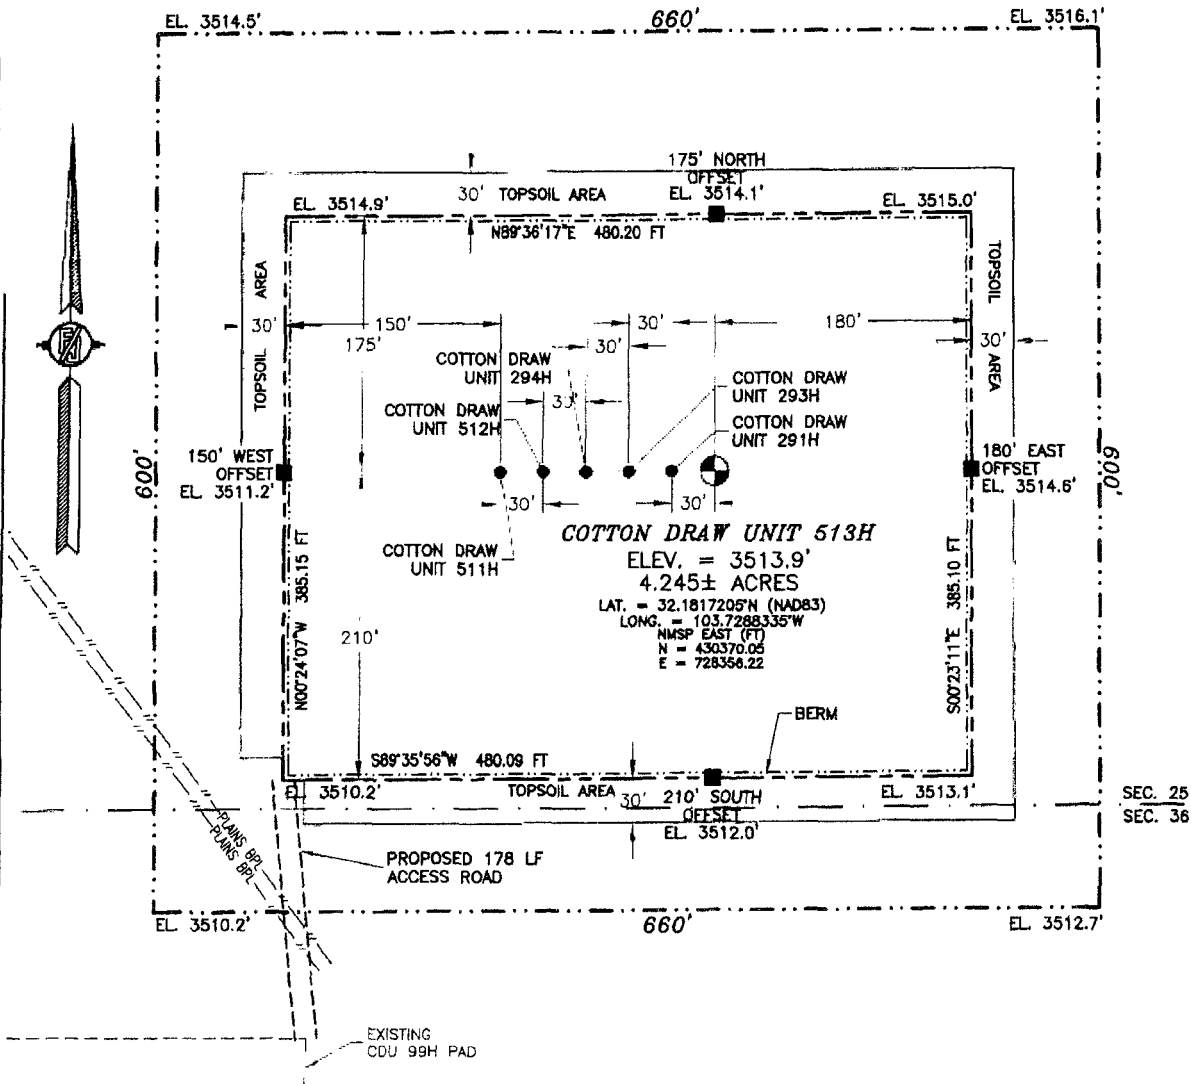 EL. 3514.5'
660'
EL. 3516.1'
175' NORTH
OFFSET
EL. 3514.1'
30'
TOPSOIL AREA
EL. 3514.9'
EL. 3515.0'
N89°36'17"E 480.20 FT
TOPSOIL AREA
TOPSOIL AREA
30'
150'
175'
30'
30'
180'
30'
COTTON DRAW
UNIT 294H
COTTON DRAW
UNIT 293H
COTTON DRAW
UNIT 512H
COTTON DRAW
UNIT 291H
150' WEST
OFFSET
EL. 3511.2'
180' EAST
OFFSET
EL. 3514.6'
600'
600'
30'
30'
COTTON DRAW
UNIT 511H
COTTON DRAW UNIT 513H
ELEV. = 3513.9'
4.245± ACRES
LAT. = 32.1817205°N (NAD83)
LONG. = 103.7288335°W
NMSP EAST (FT)
N = 430370.05
E = 728356.22
N00°24'07"W 385.15 FT
210'
S00°23'11"E 385.10 FT
BERM
S89°35'56"W 480.09 FT
EL. 3510.2'
TOPSOIL AREA
30'
210' SOUTH
OFFSET
EL. 3512.0'
EL. 3513.1'
SEC. 25
SEC. 36
PLAINS BPL
PLAINS BPL
PROPOSED 178 LF
ACCESS ROAD
EL. 3510.2'
660'
EL. 3512.7'
EXISTING
CDU 99H PAD